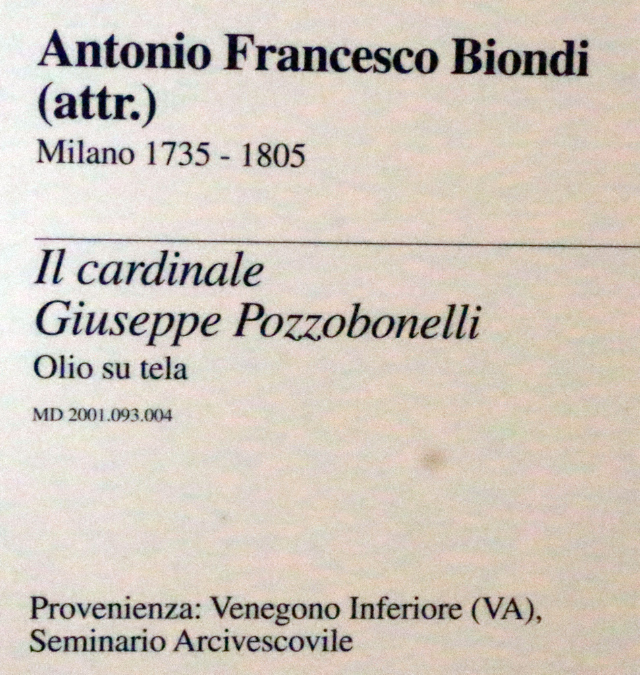 Antonio Francesco Biondi
(attr.)
Milano 1735 - 1805
Il cardinale
Giuseppe Pozzobonelli
Olio su tela
MD 2001.093.004
Provenienza: Venegono Inferiore (VA),
Seminario Arcivescovile